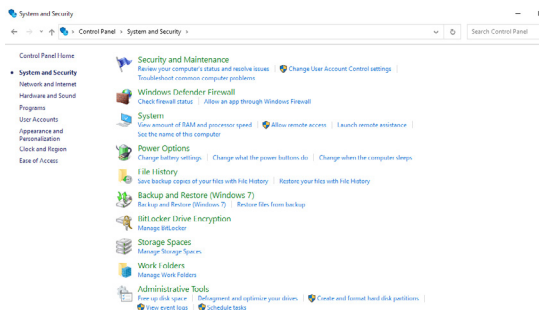 System and Security
Control Panel > System and Security >
Search Control Panel
Control Panel Home
System and Security
Network and Internet
Hardware and Sound
Programs
User Accounts
Appearance and
Personalization
Clock and Region
Ease of Access
Security and Maintenance
Review your computer's status and resolve issues | Change User Account Control settings |
Troubleshoot common computer problems
Windows Defender Firewall
Check firewall status | Allow an app through Windows Firewall
System
View amount of RAM and processor speed | Allow remote access | Launch remote assistance |
See the name of this computer
Power Options
Change battery settings | Change what the power buttons do | Change when the computer sleeps
File History
Save backup copies of your files with File History | Restore your files with File History
Backup and Restore (Windows 7)
Backup and Restore (Windows 7) | Restore files from backup
BitLocker Drive Encryption
Manage BitLocker
Storage Spaces
Manage Storage Spaces
Work Folders
Manage Work Folders
Administrative Tools
Free up disk space | Defragment and optimize your drives | Create and format hard disk partitions |
View event logs | Schedule tasks